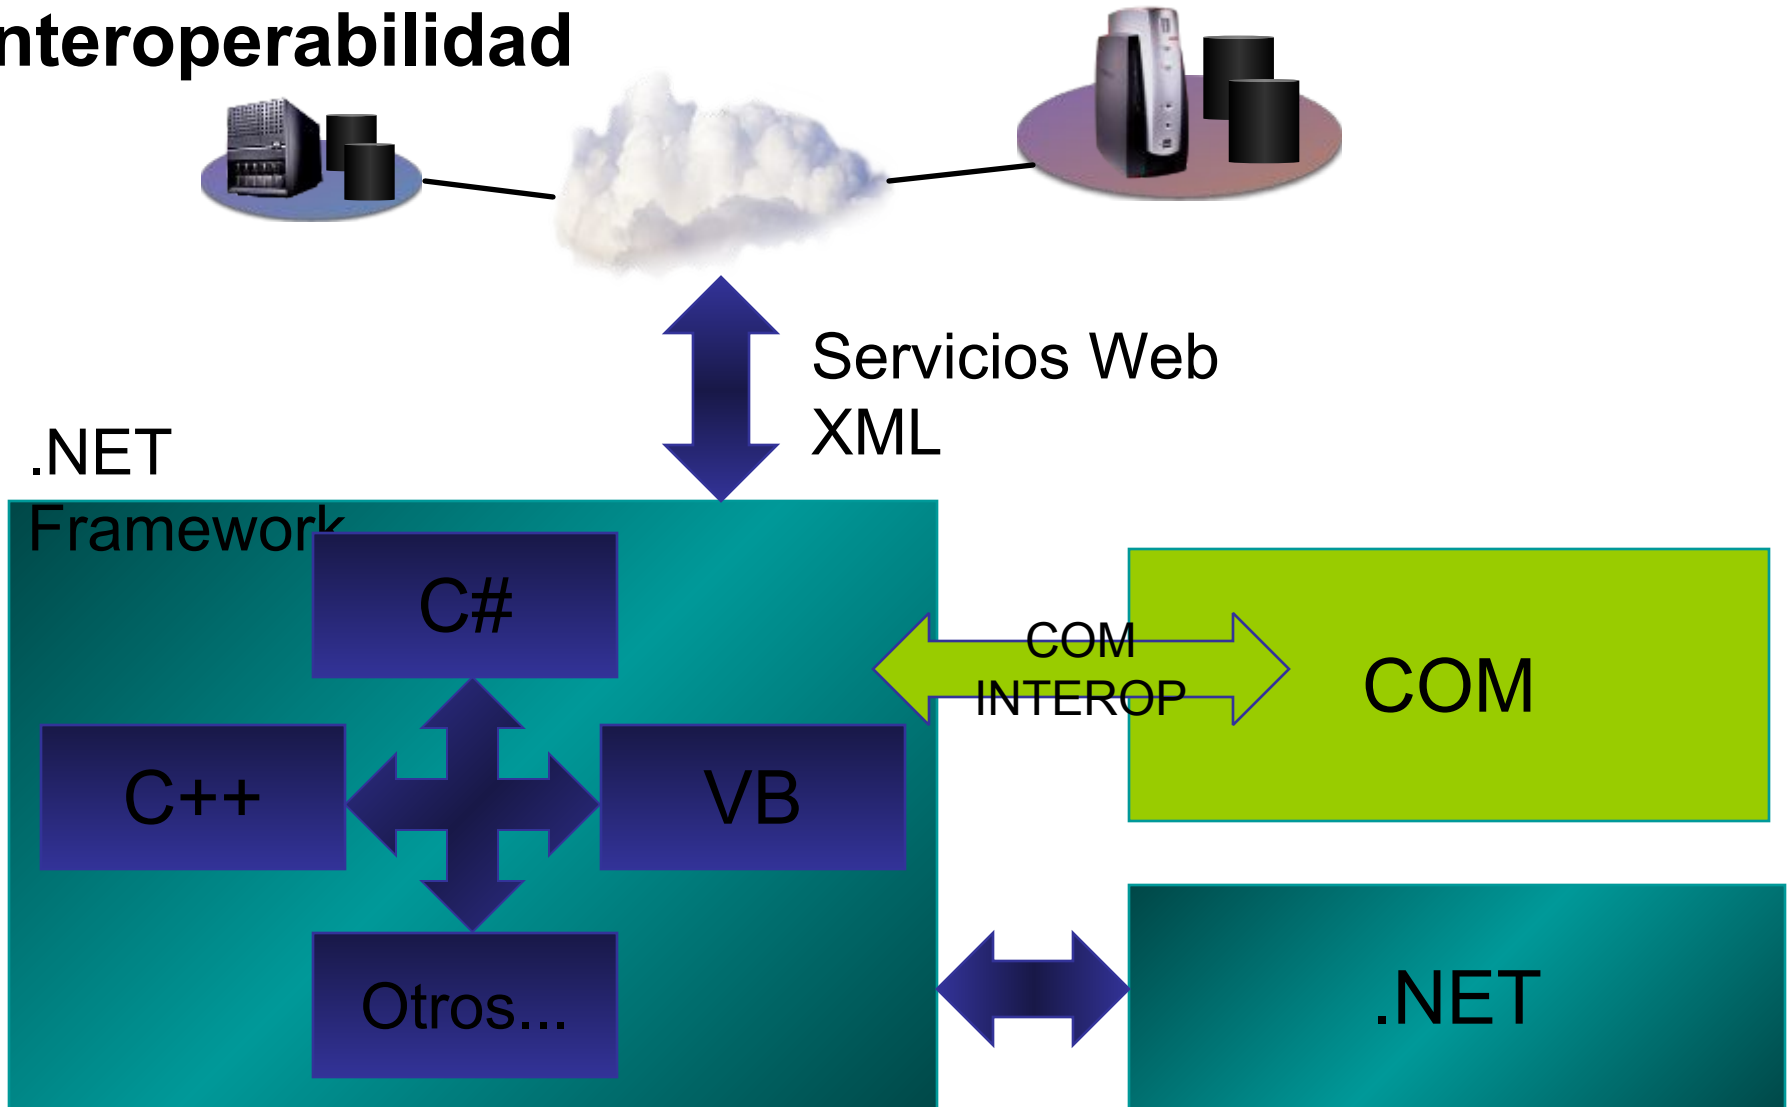 nteroperabilidad
Servicios Web
XML
.NET
Framework
C#
C++
VB
Otros...
COM
INTEROP
COM
.NET